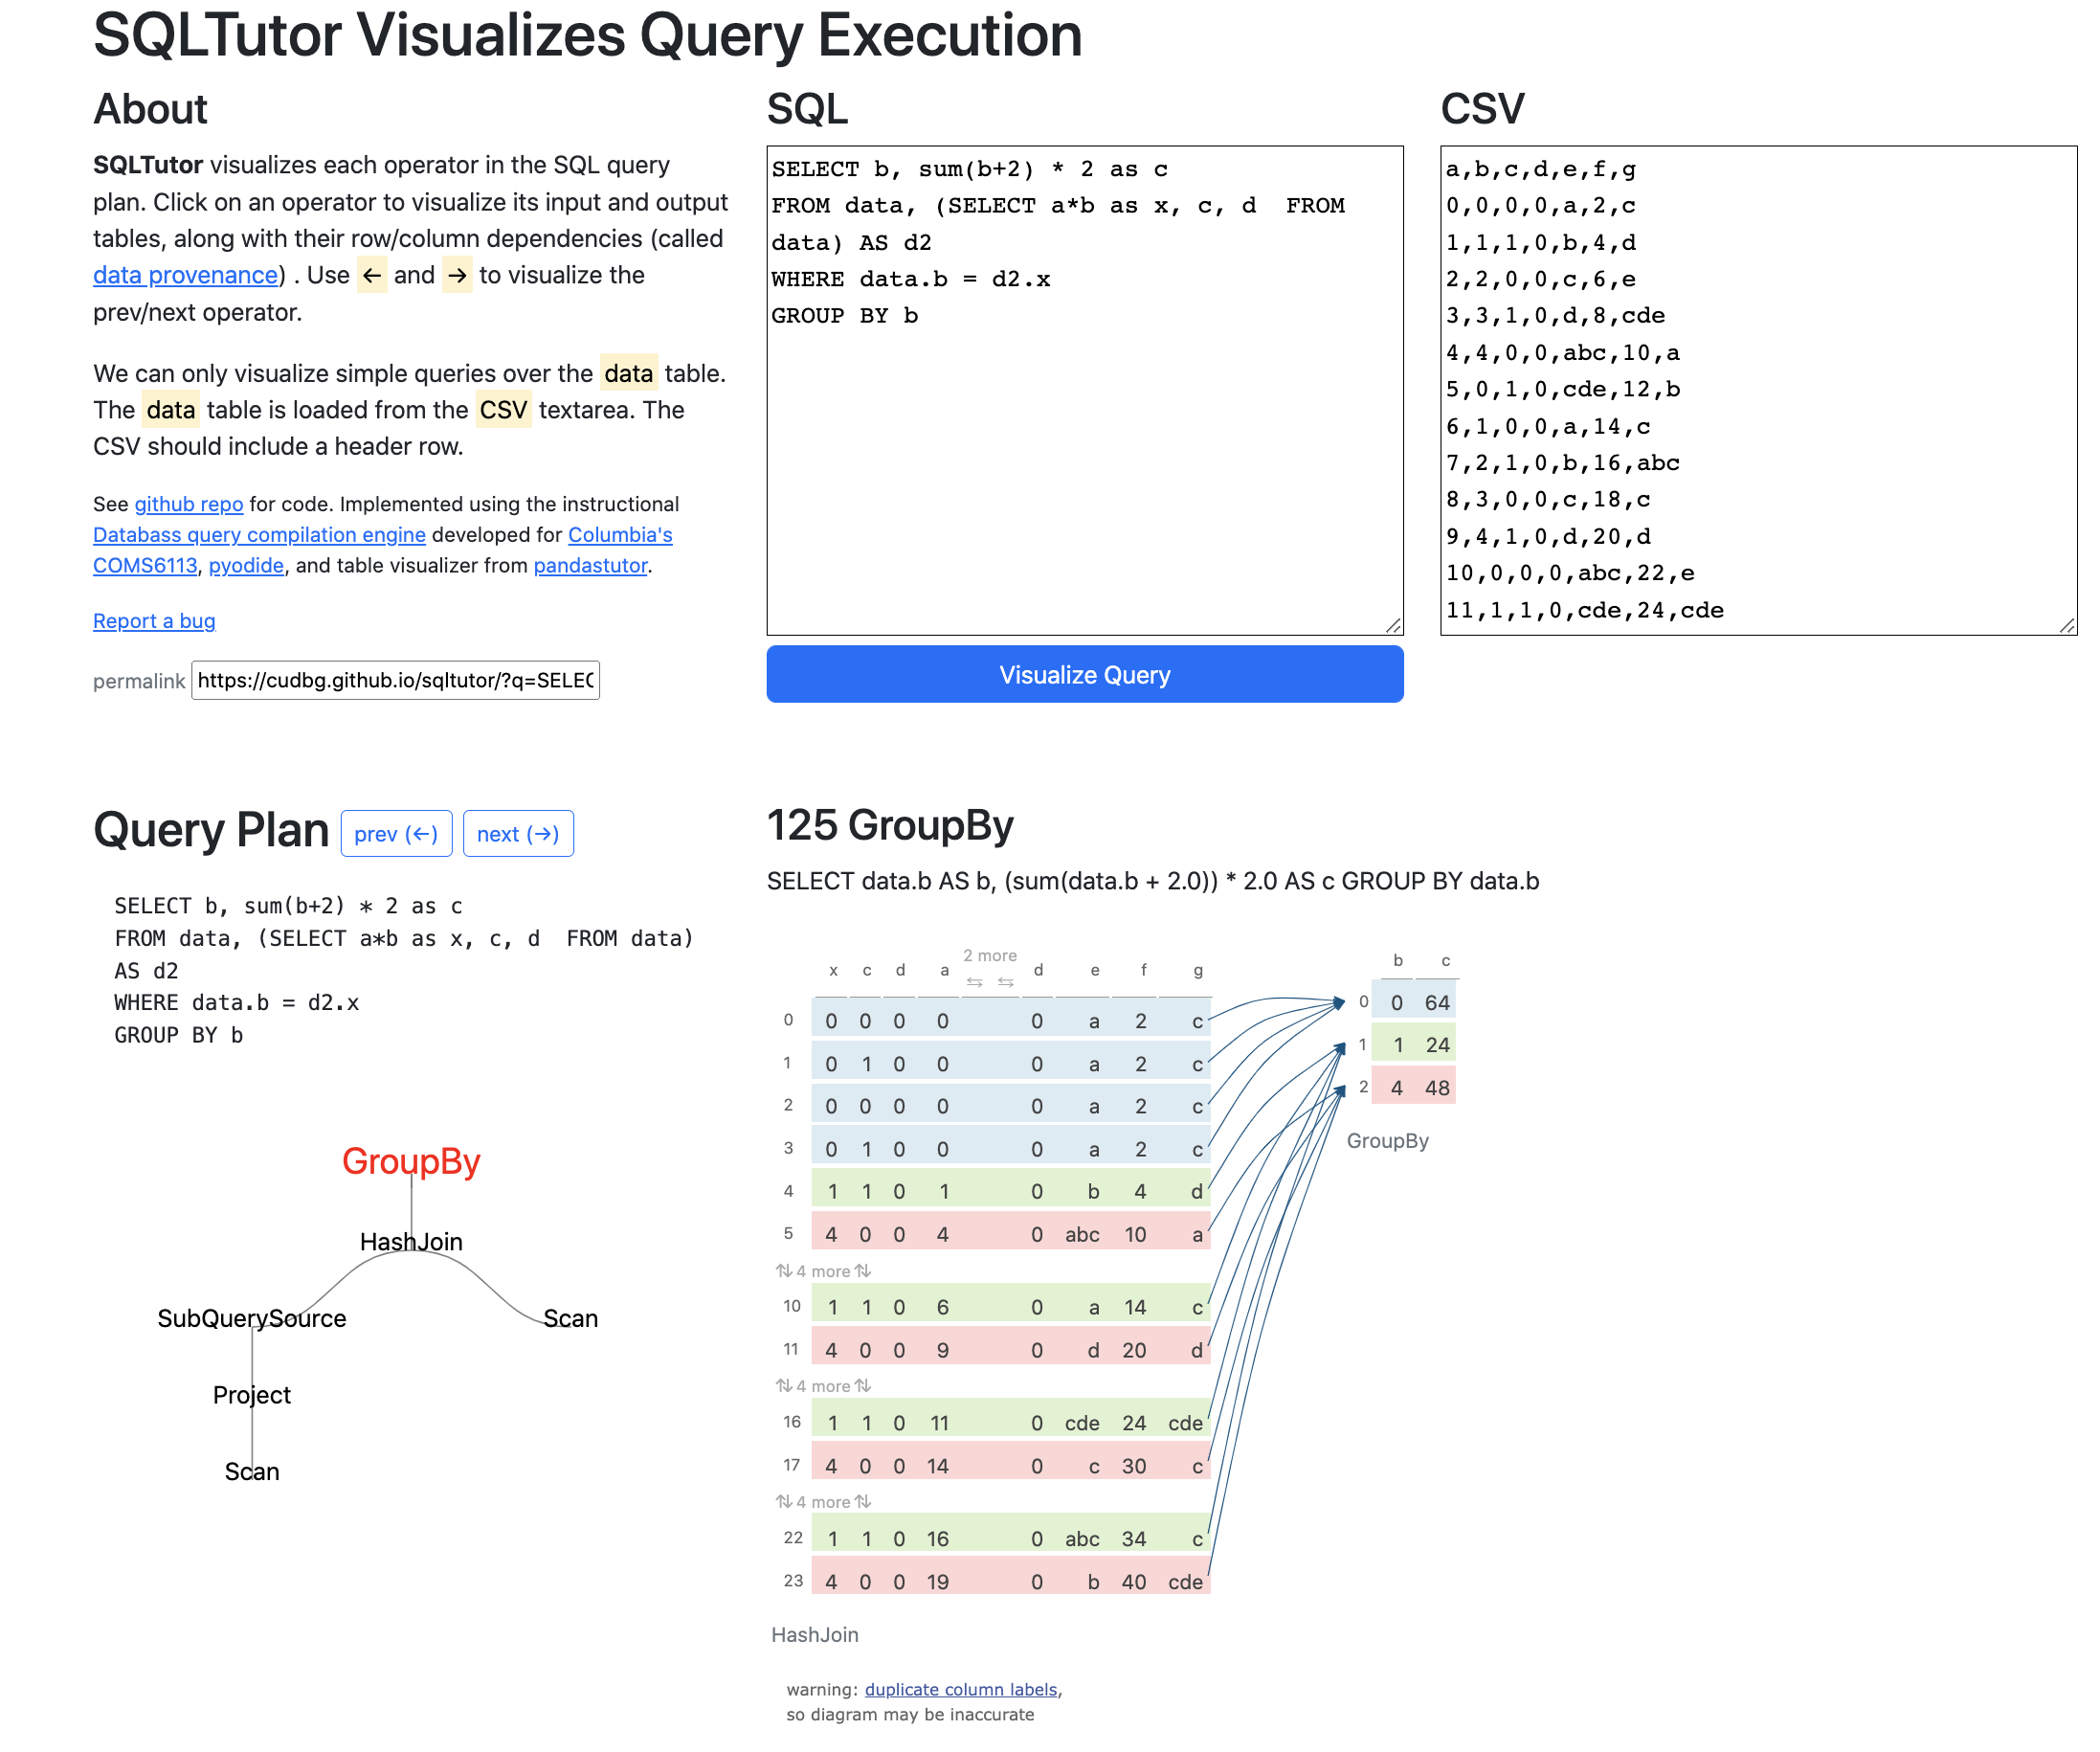 SQLTutor Visualizes Query Execution
About
SQLTutor visualizes each operator in the SQL query
plan. Click on an operator to visualize its input and output
tables, along with their row/column dependencies (called
data provenance) . Use ← and → to visualize the
prev/next operator.
We can only visualize simple queries over the data table.
The data table is loaded from the CSV textarea. The
CSV should include a header row.
See github repo for code. Implemented using the instructional
Databass query compilation engine developed for Columbia's
COMS6113, pyodide, and table visualizer from pandastutor.
Report a bug
permalink https://cudbg.github.io/sqltutor/?q=SELEC
SQL
SELECT b, sum(b+2) * 2 as c
FROM data, (SELECT a*b as x, c, d  FROM
data) AS d2
WHERE data.b = d2.x
GROUP BY b
Visualize Query
CSV
a,b,c,d,e,f,g
0,0,0,0,a,2,c
1,1,1,0,b,4,d
2,2,0,0,c,6,e
3,3,1,0,d,8,cde
4,4,0,0,abc,10,a
5,0,1,0,cde,12,b
6,1,0,0,a,14,c
7,2,1,0,b,16,abc
8,3,0,0,c,18,c
9,4,1,0,d,20,d
10,0,0,0,abc,22,e
11,1,1,0,cde,24,cde
Query Plan prev (←) next (→)
SELECT b, sum(b+2) * 2 as c
FROM data, (SELECT a*b as x, c, d  FROM data)
AS d2
WHERE data.b = d2.x
GROUP BY b
GroupBy
HashJoin
SubQuerySource Scan
Project
Scan
125 GroupBy
SELECT data.b AS b, (sum(data.b + 2.0)) * 2.0 AS c GROUP BY data.b
2 more
x c d a ⇆ ⇆ d e f g
0 0 0 0 0 0 a 2 c
1 0 1 0 0 0 a 2 c
2 0 0 0 0 0 a 2 c
3 0 1 0 0 0 a 2 c
4 1 1 0 1 0 b 4 d
5 4 0 0 4 0 abc 10 a
⇅ 4 more ⇅
10 1 1 0 6 0 a 14 c
11 4 0 0 9 0 d 20 d
⇅ 4 more ⇅
16 1 1 0 11 0 cde 24 cde
17 4 0 0 14 0 c 30 c
⇅ 4 more ⇅
22 1 1 0 16 0 abc 34 c
23 4 0 0 19 0 b 40 cde
HashJoin
b c
0 0 64
1 1 24
2 4 48
GroupBy
warning: duplicate column labels,
so diagram may be inaccurate